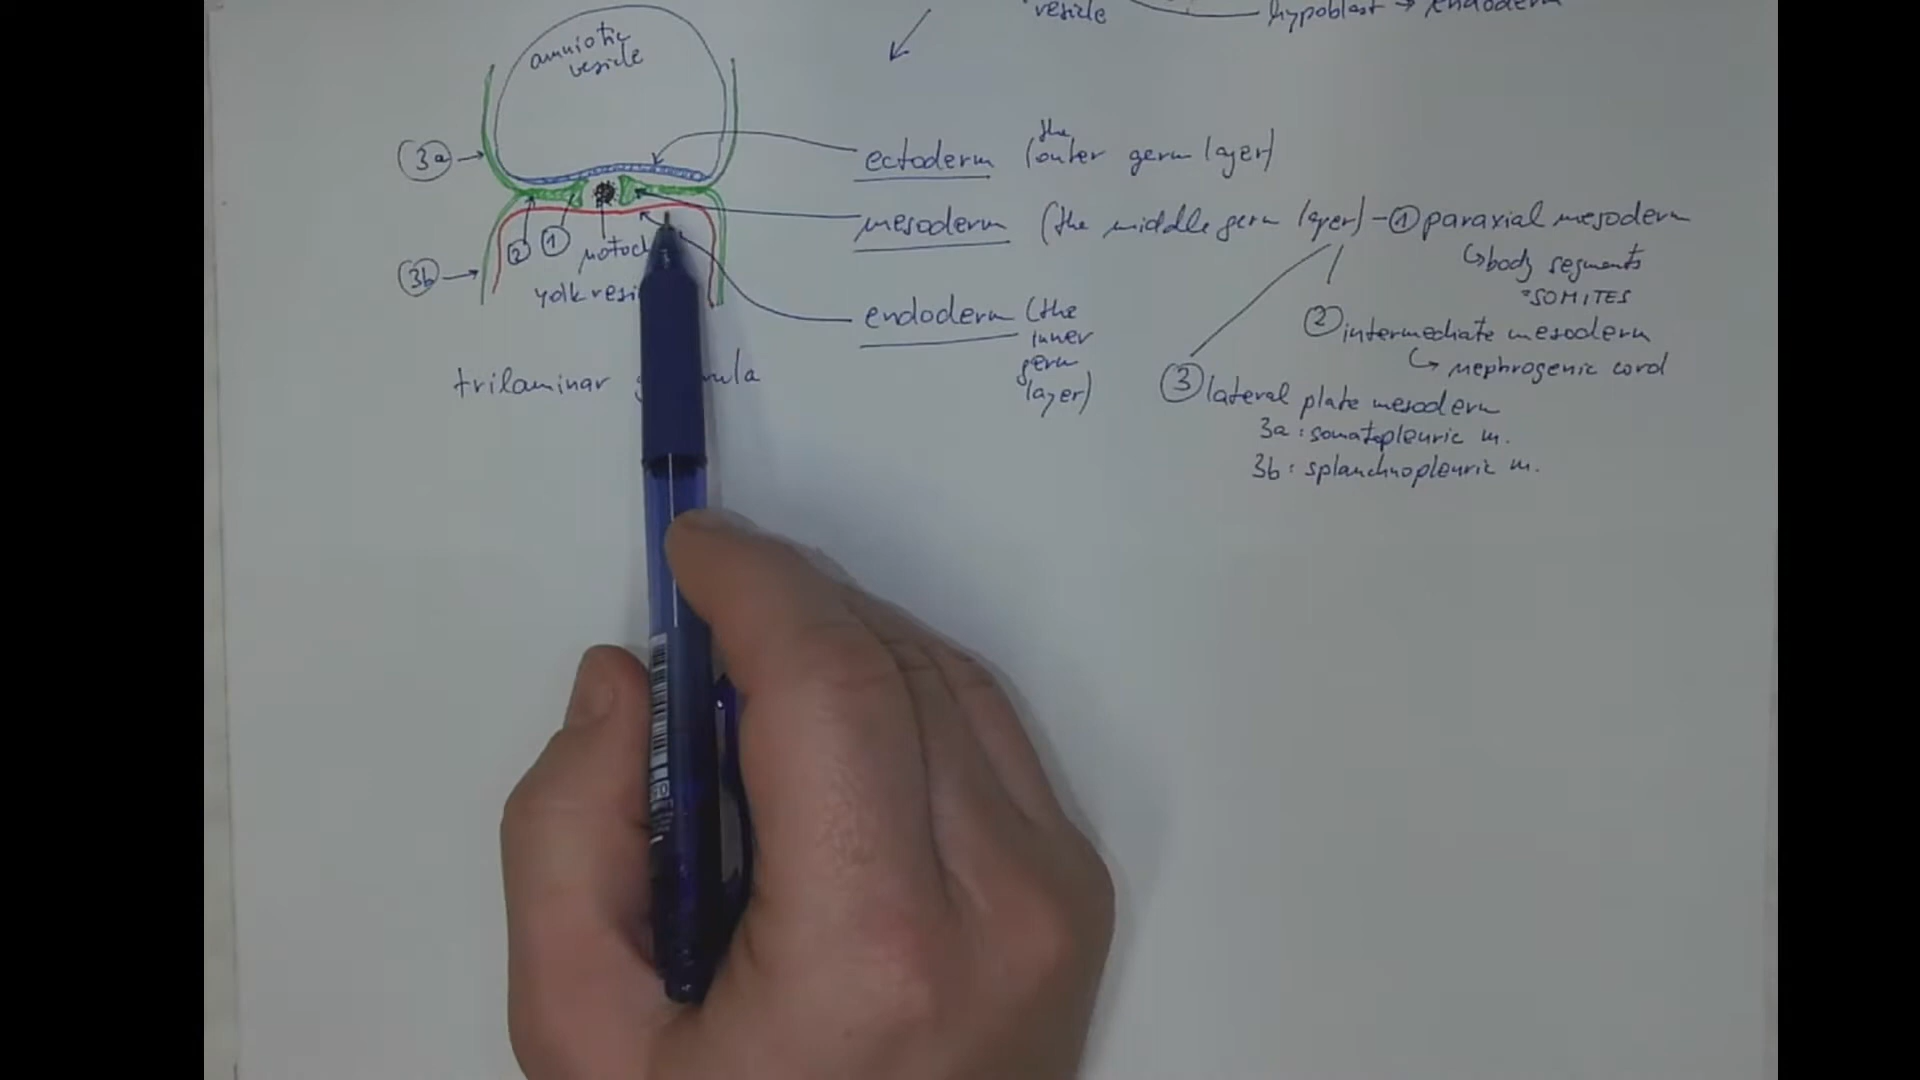 vesicle
hypoblast → endoderm
amniotic
vesicle
3a
ectoderm (the outer germ layer)
mesoderm (the middle germ layer) - ① paraxial mesoderm
↳ body segments
SOMITES
2 1
3b
yolk
endoderm (the
inner
germ
layer)
② intermediate mesoderm
↳ nephrogenic cord
trilaminar
③ lateral plate mesoderm
3a: somatopleuric m.
3b: splanchnopleuric m.